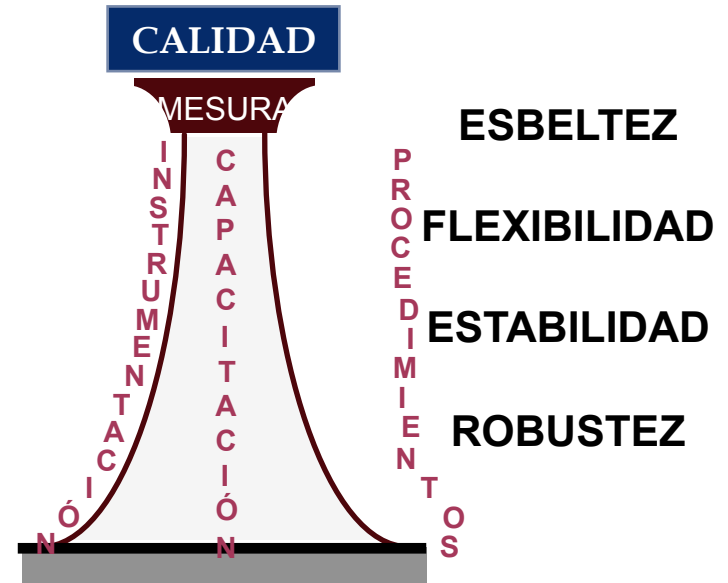 CALIDAD
MESURA
INSTRUMENTACIÓN
CAPACITACIÓN
PROCEDIMIENTOS
ESBELTEZ
FLEXIBILIDAD
ESTABILIDAD
ROBUSTEZ